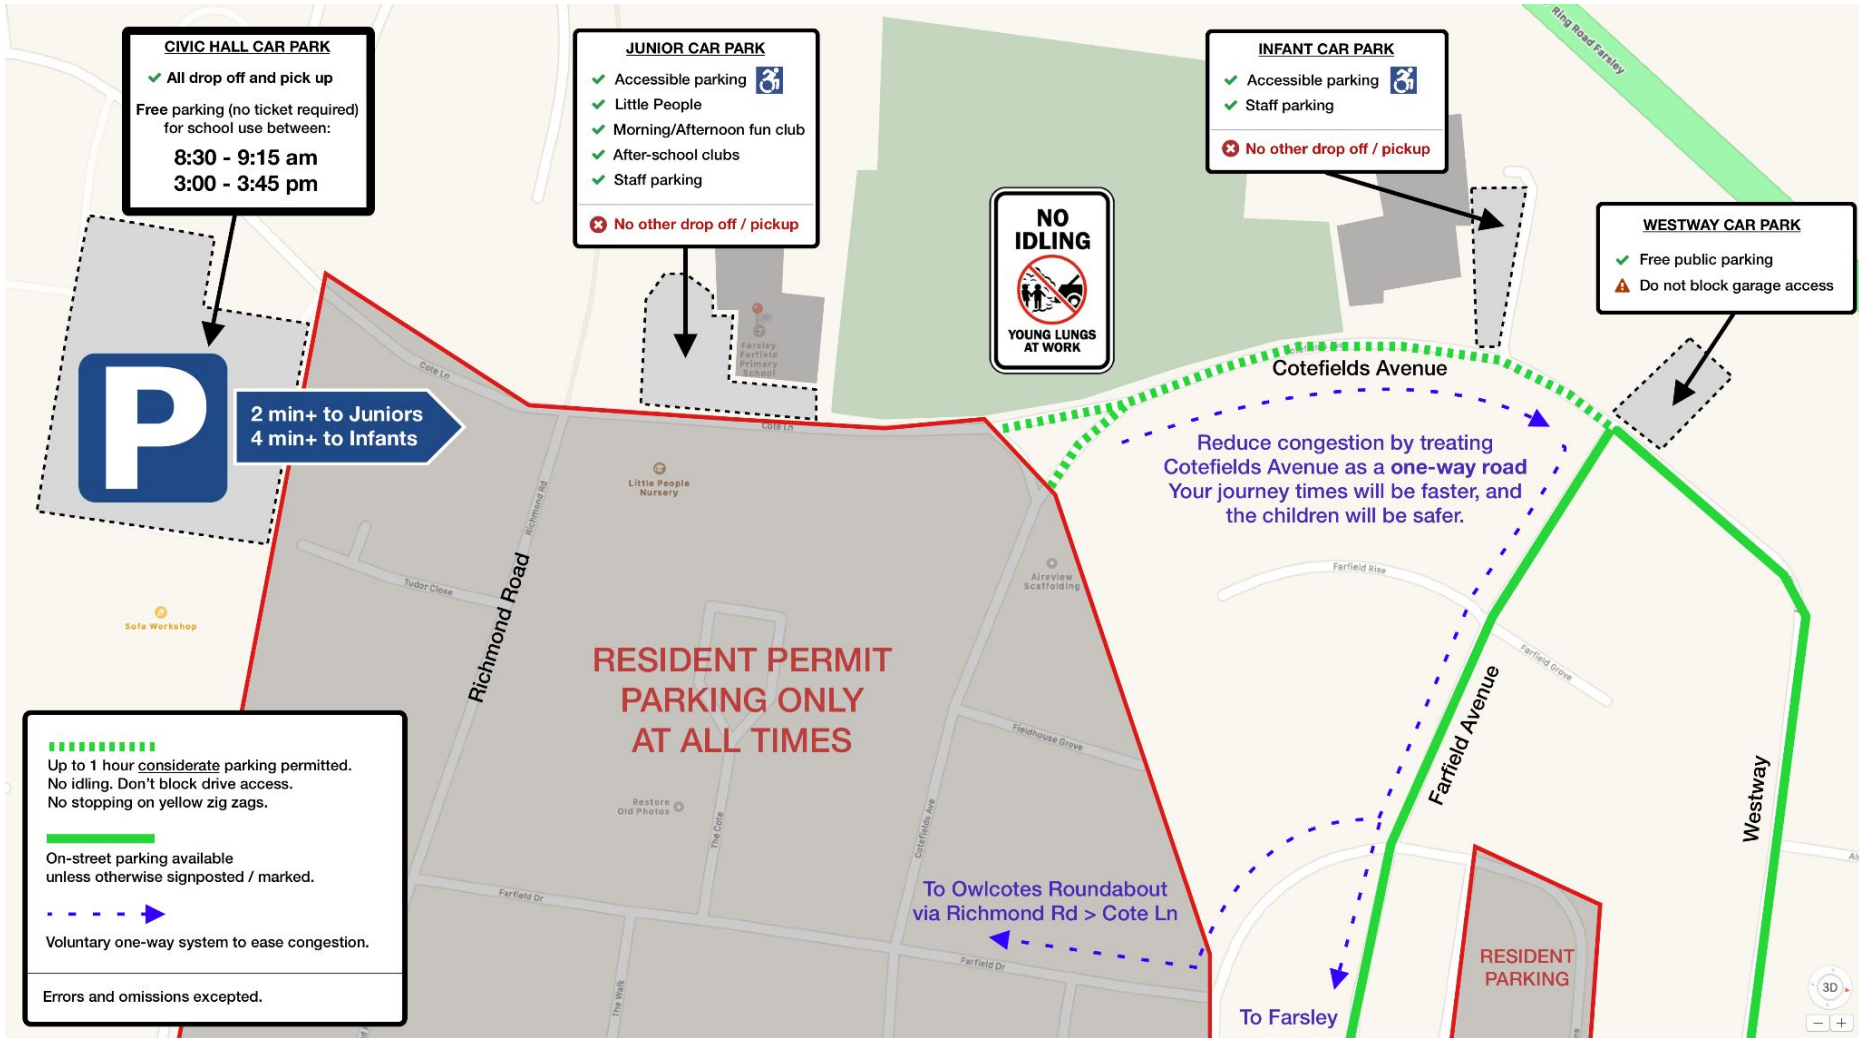 CIVIC HALL CAR PARK
All drop off and pick up
Free parking (no ticket required)
for school use between:
8:30 - 9:15 am
3:00 - 3:45 pm
JUNIOR CAR PARK
Accessible parking
Little People
Morning/Afternoon fun club
After-school clubs
Staff parking
No other drop off / pickup
INFANT CAR PARK
Accessible parking
Staff parking
No other drop off / pickup
Ring Road Farsley
WESTWAY CAR PARK
Free public parking
Do not block garage access
NO
IDLING
YOUNG LUNGS
AT WORK
P
2 min+ to Juniors
4 min+ to Infants
Cote Ln
Farsley
Farfield
Primary
School
Cote Ln
Cotefields Avenue
Reduce congestion by treating
Cotefields Avenue as a one-way road
Your journey times will be faster, and
the children will be safer.
Little People
Nursery
Richmond Rd
Richmond Road
Tudor Close
Sofa Workshop
Aireview
Scaffolding
Farfield Rise
Farfield Grove
RESIDENT PERMIT
PARKING ONLY
AT ALL TIMES
Farfield Avenue
Westway
Fieldhouse Grove
Restore
Old Photos
The Cote
Cotefields Ave
Farfield Dr
Farfield Dr
The Walk
To Owlcotes Roundabout
via Richmond Rd > Cote Ln
To Farsley
RESIDENT
PARKING
Up to 1 hour considerate parking permitted.
No idling. Don't block drive access.
No stopping on yellow zig zags.
On-street parking available
unless otherwise signposted / marked.
Voluntary one-way system to ease congestion.
Errors and omissions excepted.
3D